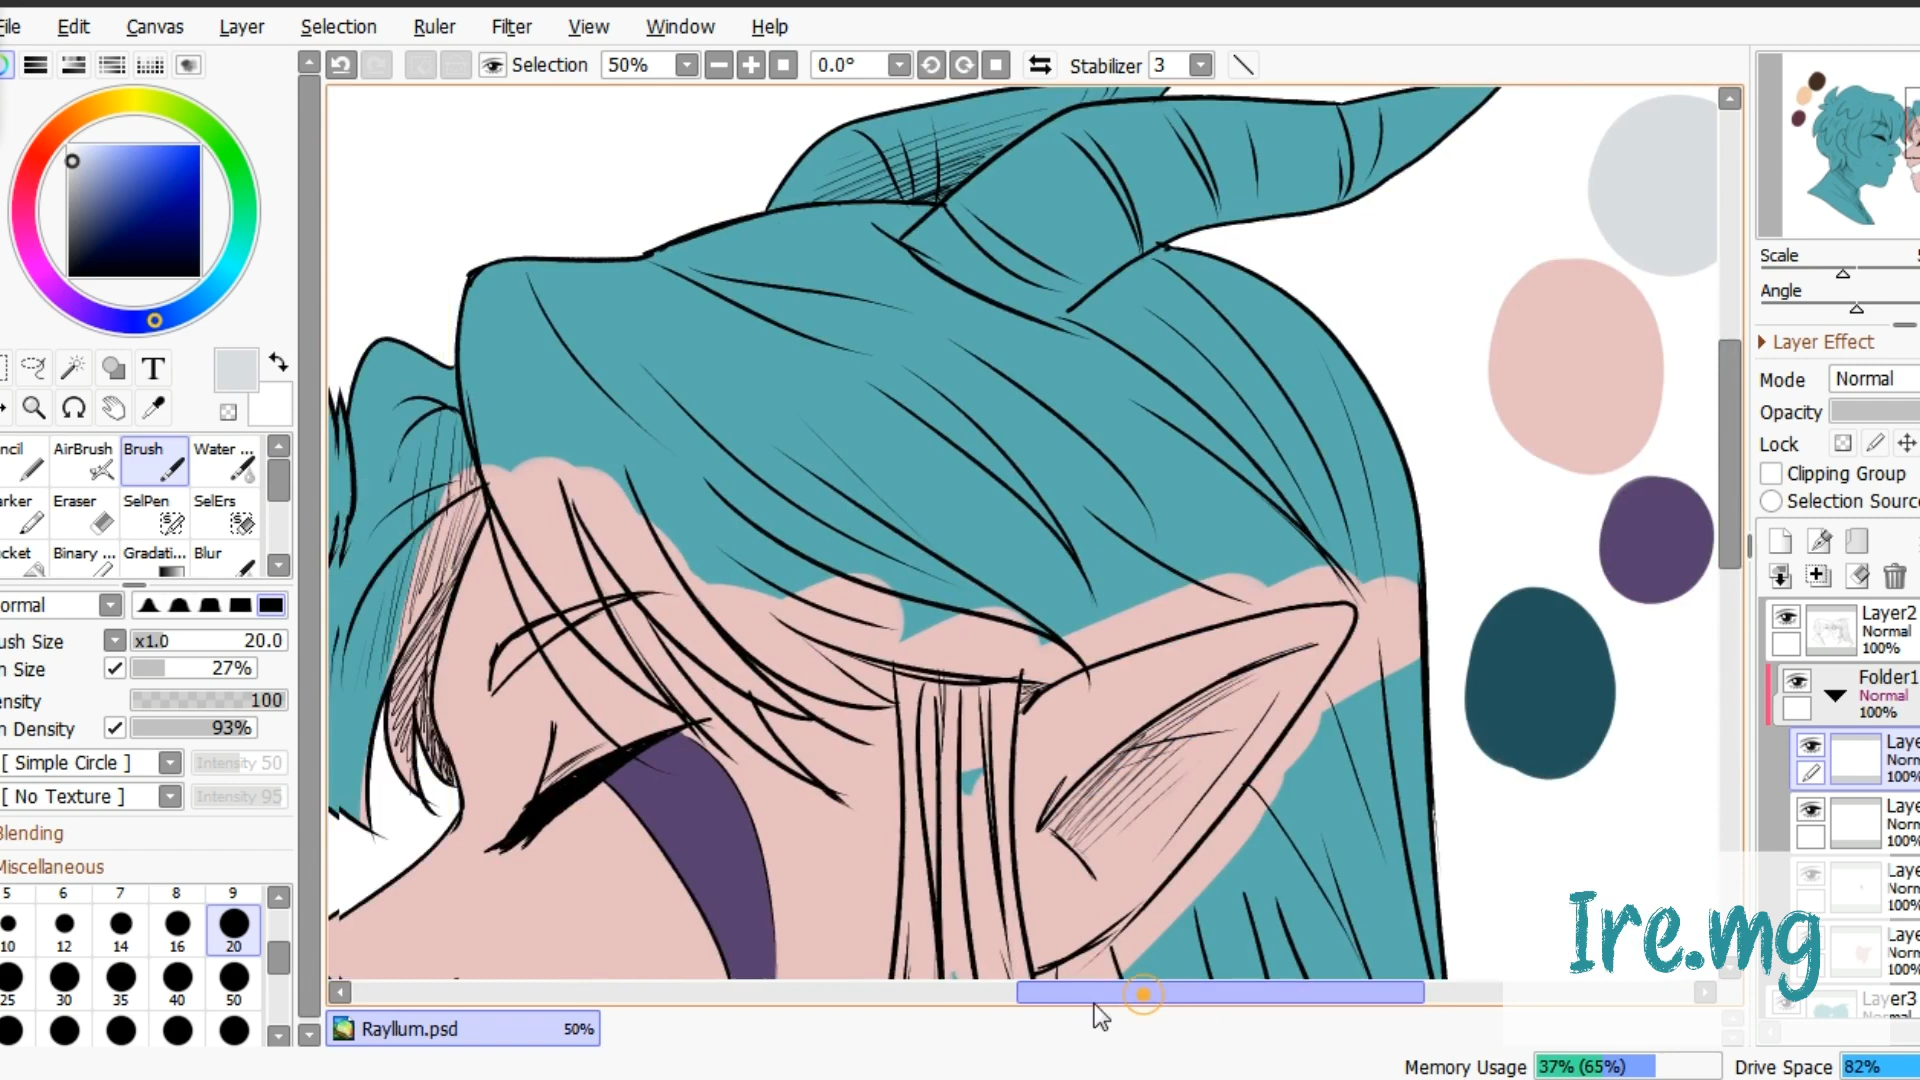 File Edit Canvas Layer Selection Ruler Filter View Window Help
Selection 50% 0.0° Stabilizer 3
Scale 5
Angle
Layer Effect
Mode Normal
Opacity
Lock
Clipping Group
Selection Source
T
ncil AirBrush Brush Water ...
arker Eraser SelPen SelErs
cket Binary ... Gradati... Blur
ormal
ush Size x1.0 20.0
n Size 27%
ensity 100
n Density 93%
[ Simple Circle ] Intensity 50
[ No Texture ] Intensity 95
Blending
Miscellaneous
5 6 7 8 9
10 12 14 16 20
25 30 35 40 50
Layer2
Normal
100%
Folder1
Normal
100%
Laye
Norm
100%
Laye
Norm
100%
Laye
Norm
100%
Laye
Norm
100%
Layer3
Normal
Ire.mg
Rayllum.psd 50%
Memory Usage 37% (65%) Drive Space 82%